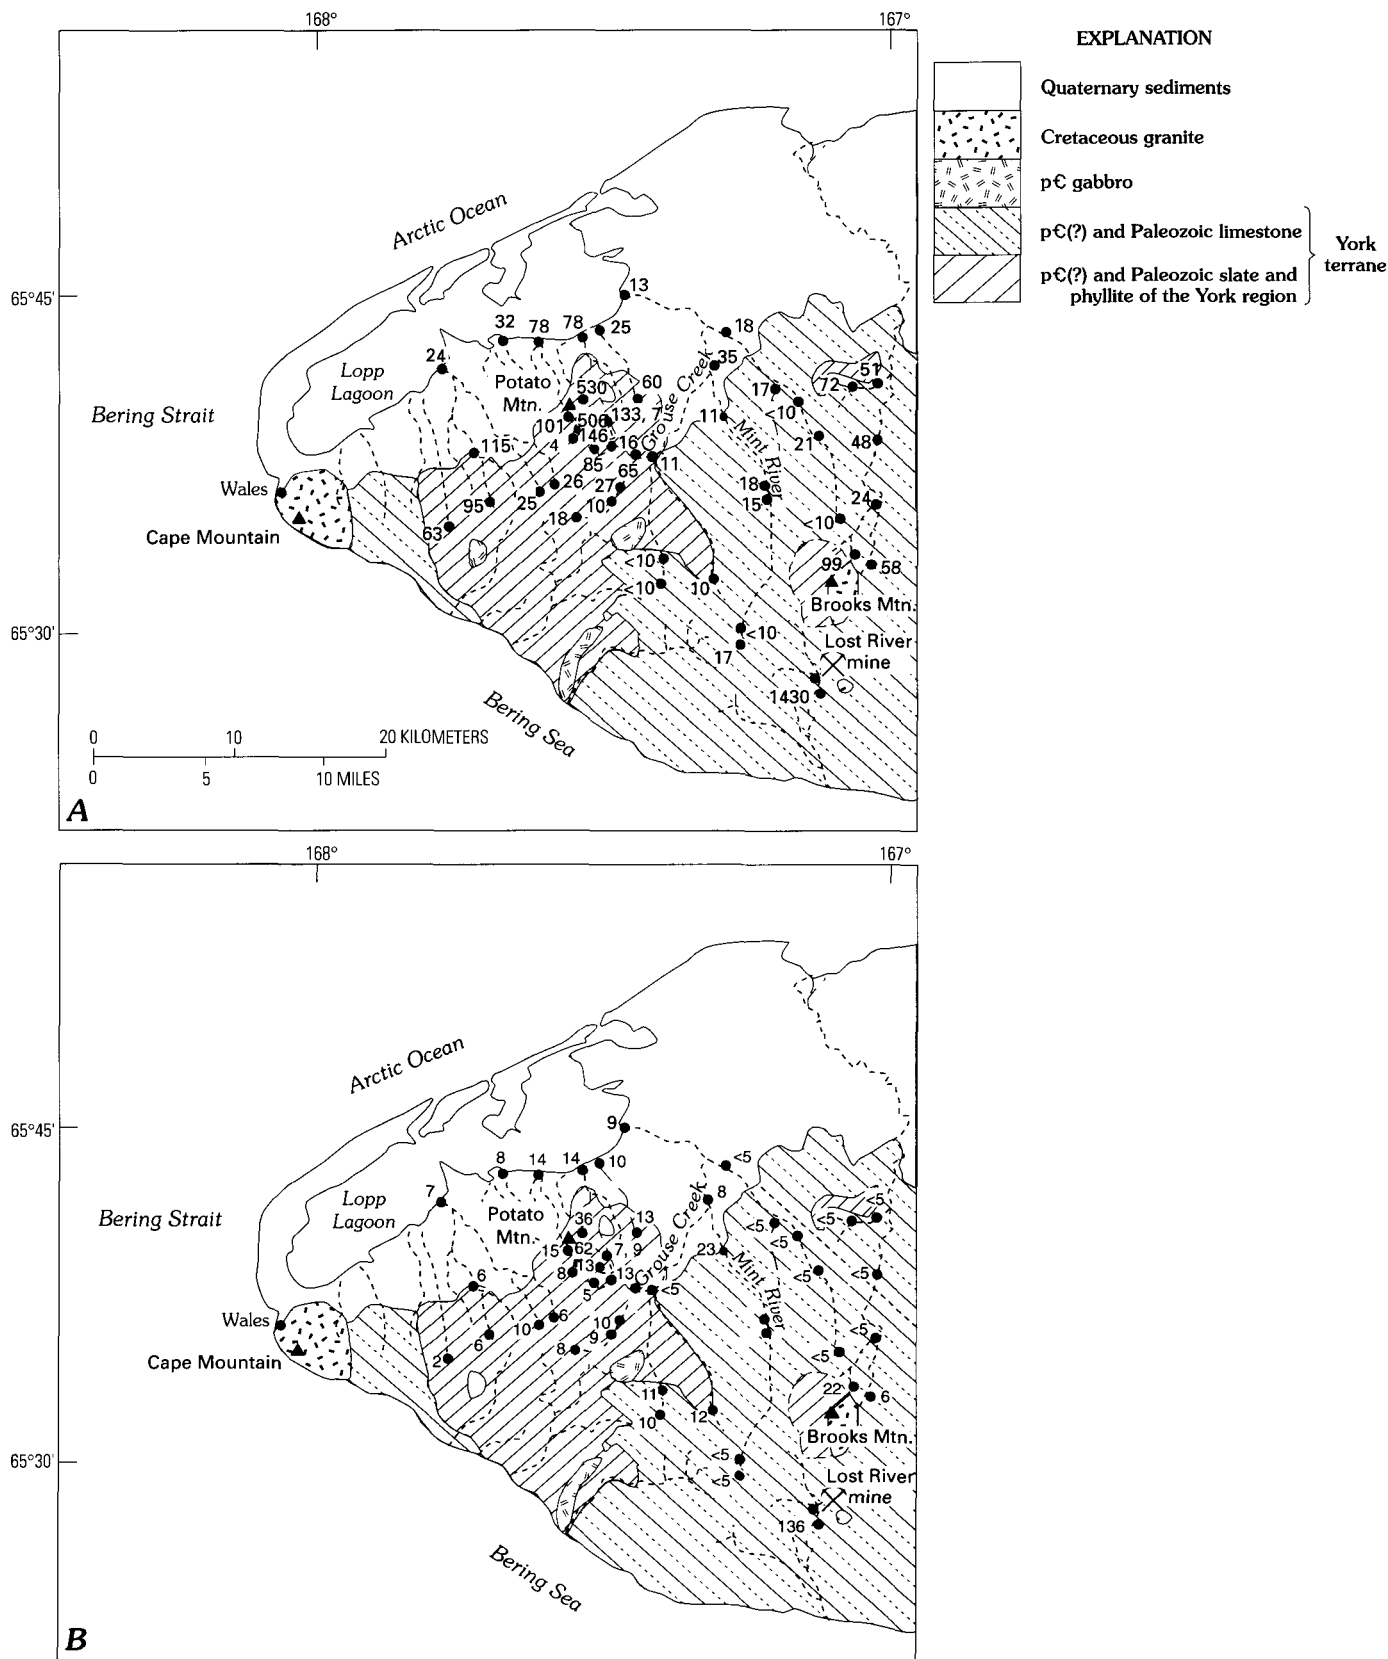 168°
167°
EXPLANATION
Quaternary sediments
Cretaceous granite
p€ gabbro
p€(?) and Paleozoic limestone
p€(?) and Paleozoic slate and
phyllite of the York region
York
terrane
Arctic Ocean
65°45'
13
32
78
78
25
18
24
35
Lopp
Lagoon
Potato
Mtn.
530
60
Grouse Creek
17
72
51
<10
Bering Strait
101
506
133
7
11
Mint River
21
48
4
146
16
115
85
65
11
Wales
95
25
26
27
10
18
15
24
Cape Mountain
63
18
<10
<10
<10
10
99
58
Brooks Mtn.
65°30'
<10
17
Lost River
mine
1430
Bering Sea
0
10
20 KILOMETERS
0
5
10 MILES
A
168°
167°
Arctic Ocean
65°45'
9
8
14
14
10
<5
7
8
Lopp
Lagoon
Potato
Mtn.
36
13
Grouse Creek
<5
<5
<5
Bering Strait
15
62
7
9
23
Mint River
<5
<5
8
13
13
6
5
<5
Wales
6
10
6
10
9
<5
Cape Mountain
2
8
<5
11
10
12
22
6
Brooks Mtn.
65°30'
<5
<5
Lost River
mine
136
Bering Sea
B